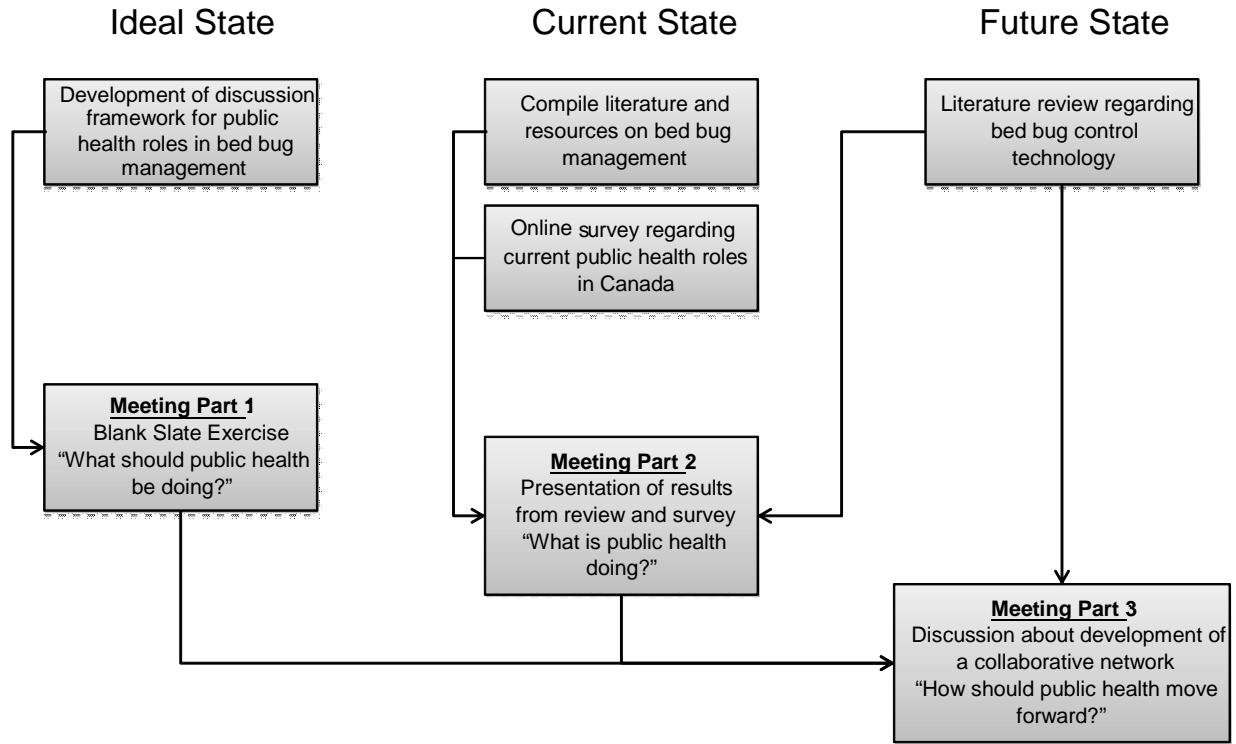 Ideal State
Current State
Future State
Development of discussion
framework for public
health roles in bed bug
management
Compile literature and
resources on bed bug
management
Literature review regarding
bed bug control
technology
Online survey regarding
current public health roles
in Canada
Meeting Part 1
Blank Slate Exercise
“What should public health
be doing?”
Meeting Part 2
Presentation of results
from review and survey
“What is public health
doing?”
Meeting Part 3
Discussion about development of
a collaborative network
“How should public health move
forward?”